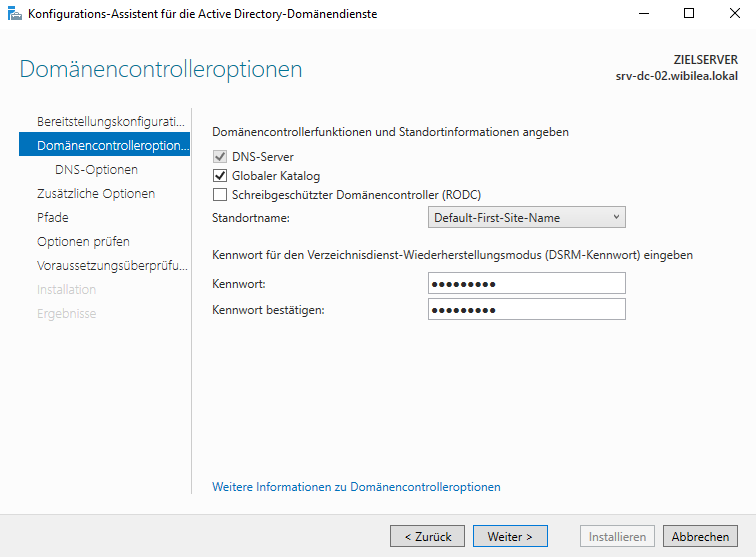 Konfigurations-Assistent für die Active Directory-Domänendienste
Domänencontrolleroptionen
ZIELSERVER
srv-dc-02.wibilea.lokal
Bereitstellungskonfigurati...
Domänencontrolleroption...
DNS-Optionen
Zusätzliche Optionen
Pfade
Optionen prüfen
Voraussetzungsüberprüfu...
Installation
Ergebnisse
Domänencontrollerfunktionen und Standortinformationen angeben
DNS-Server
Globaler Katalog
Schreibgeschützter Domänencontroller (RODC)
Standortname: Default-First-Site-Name
Kennwort für den Verzeichnisdienst-Wiederherstellungsmodus (DSRM-Kennwort) eingeben
Kennwort: ●●●●●●●●●
Kennwort bestätigen: ●●●●●●●●●
Weitere Informationen zu Domänencontrolleroptionen
< Zurück Weiter > Installieren Abbrechen